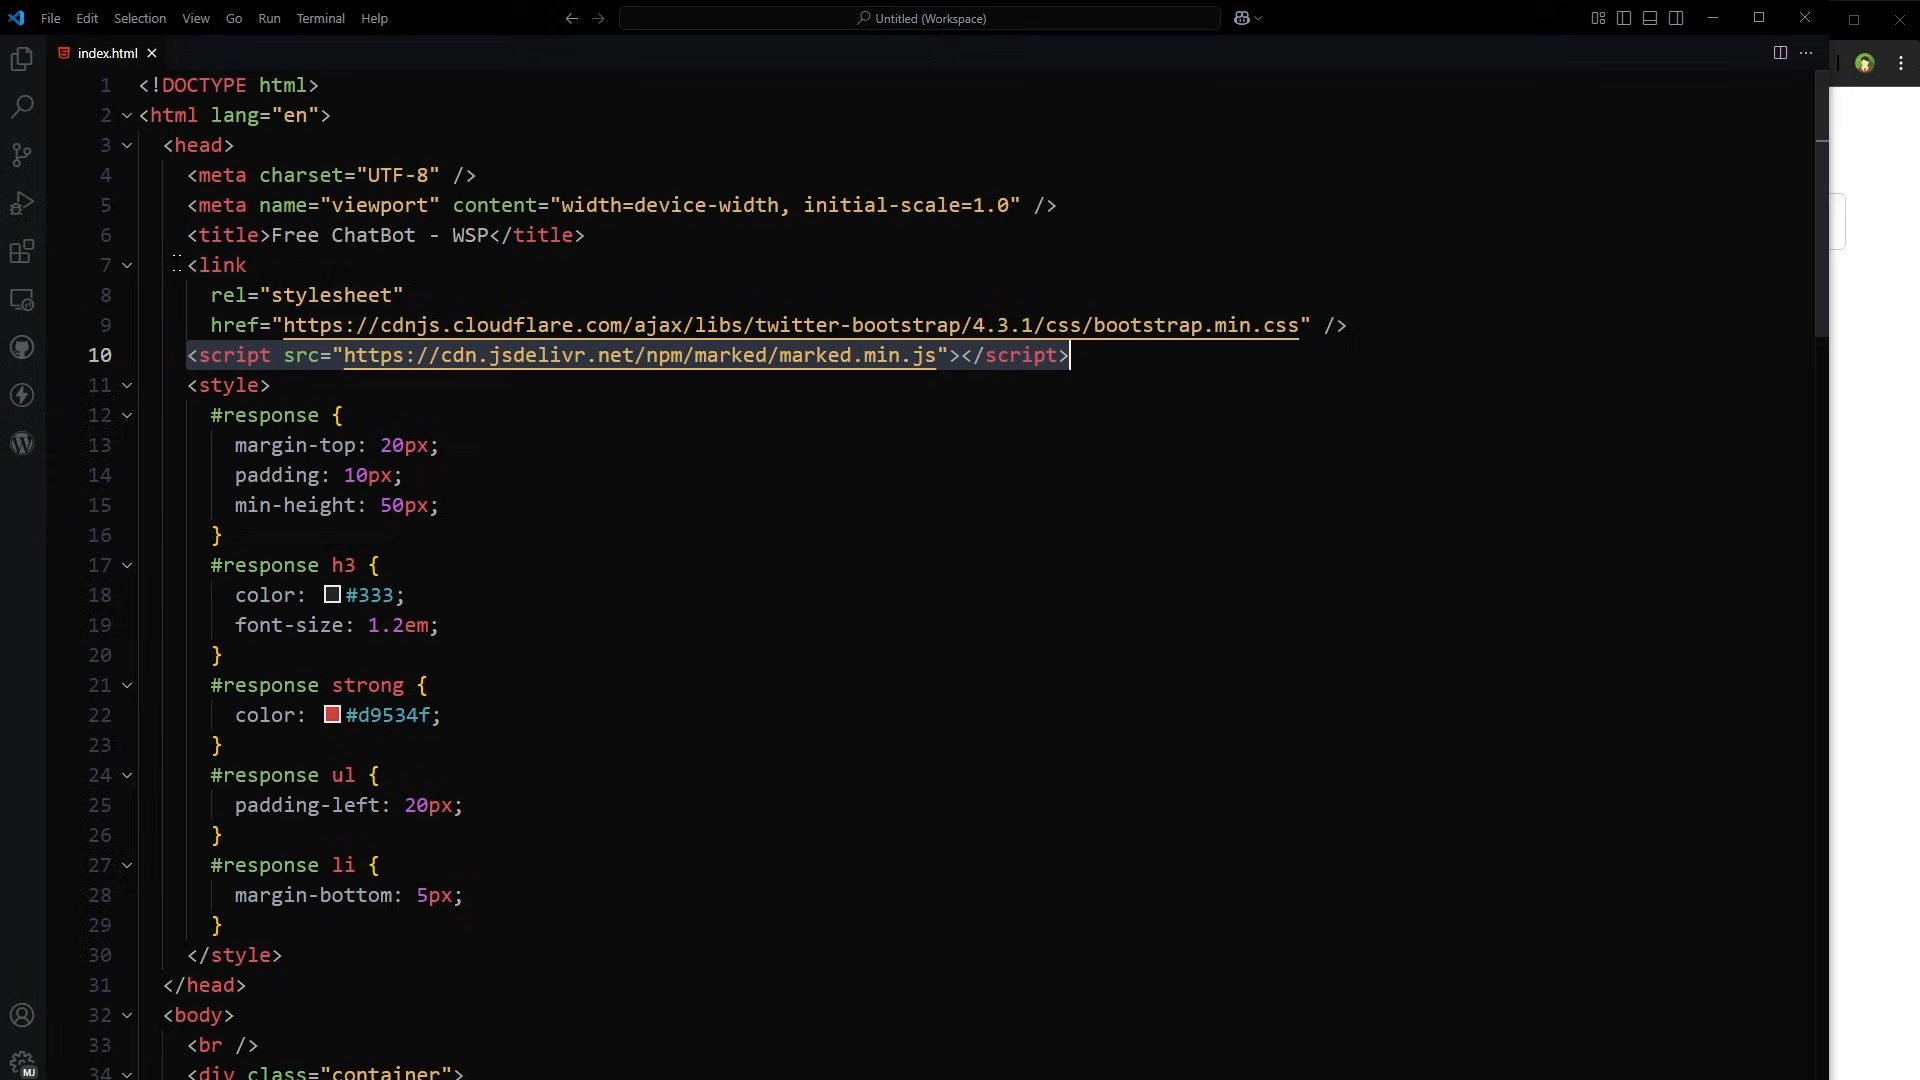 File Edit Selection View Go Run Terminal Help
Untitled (Workspace)
index.html
1 <!DOCTYPE html>
2 <html lang="en">
3 <head>
4 <meta charset="UTF-8" />
5 <meta name="viewport" content="width=device-width, initial-scale=1.0" />
6 <title>Free ChatBot - WSP</title>
7 <link
8 rel="stylesheet"
9 href="https://cdnjs.cloudflare.com/ajax/libs/twitter-bootstrap/4.3.1/css/bootstrap.min.css" />
10 <script src="https://cdn.jsdelivr.net/npm/marked/marked.min.js"></script>
11 <style>
12 #response {
13 margin-top: 20px;
14 padding: 10px;
15 min-height: 50px;
16 }
17 #response h3 {
18 color: #333;
19 font-size: 1.2em;
20 }
21 #response strong {
22 color: #d9534f;
23 }
24 #response ul {
25 padding-left: 20px;
26 }
27 #response li {
28 margin-bottom: 5px;
29 }
30 </style>
31 </head>
32 <body>
33 <br />
34 <div class="container">
MJ